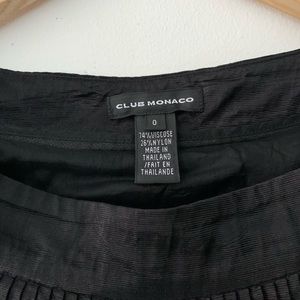 CLUB MONACO
0
74%VISCOSE
26%NYLON
MADE IN
THAILAND
/FAIT EN
THAILANDE